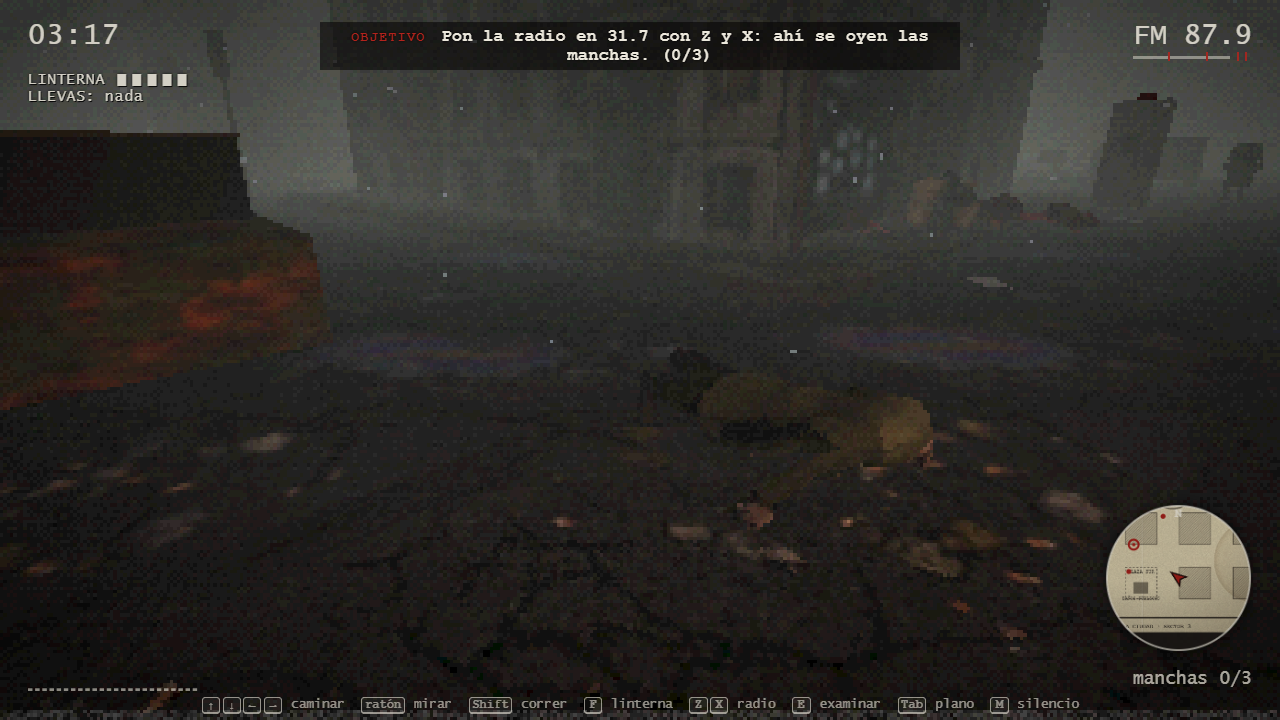 03:17
OBJETIVO Pon la radio en 31.7 con Z y X: ahí se oyen las
manchas. (0/3)
FM 87.9
LINTERNA
LLEVAS: nada
manchas 0/3
↑ ↓ ← → caminar ratón mirar Shift correr F linterna Z X radio E examinar Tab plano M silencio